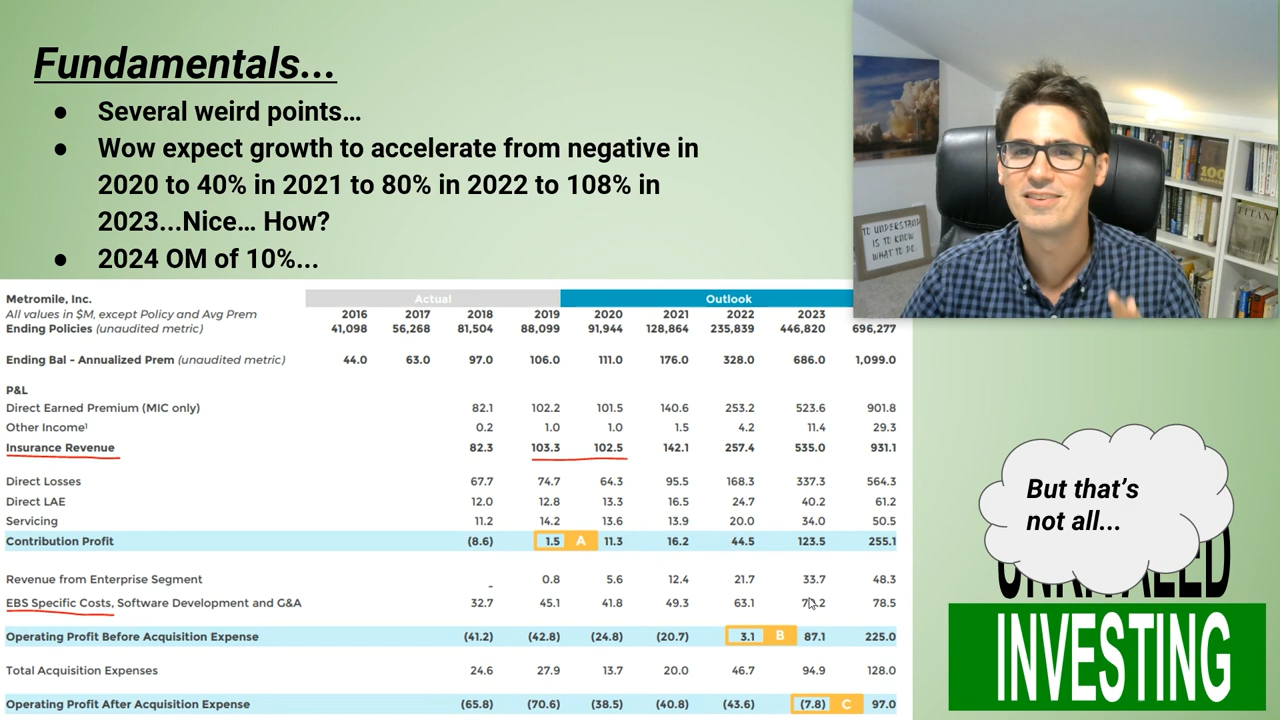 Fundamentals...
● Several weird points…
● Wow expect growth to accelerate from negative in
2020 to 40% in 2021 to 80% in 2022 to 108% in
2023...Nice… How?
● 2024 OM of 10%...
TO UNDERSTAND
IS TO KNOW
WHAT TO DO
100
TITAN
Metromile, Inc. Actual Outlook
All values in $M, except Policy and Avg Prem 2016 2017 2018 2019 2020 2021 2022 2023
Ending Policies (unaudited metric) 41,098 56,268 81,504 88,099 91,944 128,864 235,839 446,820 696,277
Ending Bal - Annualized Prem (unaudited metric) 44.0 63.0 97.0 106.0 111.0 176.0 328.0 686.0 1,099.0
P&L
Direct Earned Premium (MIC only) 82.1 102.2 101.5 140.6 253.2 523.6 901.8
Other Income¹ 0.2 1.0 1.0 1.5 4.2 11.4 29.3
Insurance Revenue 82.3 103.3 102.5 142.1 257.4 535.0 931.1
Direct Losses 67.7 74.7 64.3 95.5 168.3 337.3 564.3
Direct LAE 12.0 12.8 13.3 16.5 24.7 40.2 61.2
Servicing 11.2 14.2 13.6 13.9 20.0 34.0 50.5
Contribution Profit (8.6) 1.5 A 11.3 16.2 44.5 123.5 255.1
Revenue from Enterprise Segment - 0.8 5.6 12.4 21.7 33.7 48.3
EBS Specific Costs, Software Development and G&A 32.7 45.1 41.8 49.3 63.1 78.5
Operating Profit Before Acquisition Expense (41.2) (42.8) (24.8) (20.7) 3.1 B 87.1 225.0
Total Acquisition Expenses 24.6 27.9 13.7 20.0 46.7 94.9 128.0
Operating Profit After Acquisition Expense (65.8) (70.6) (38.5) (40.8) (43.6) (7.8) C 97.0
But that's
not all...
INVESTING